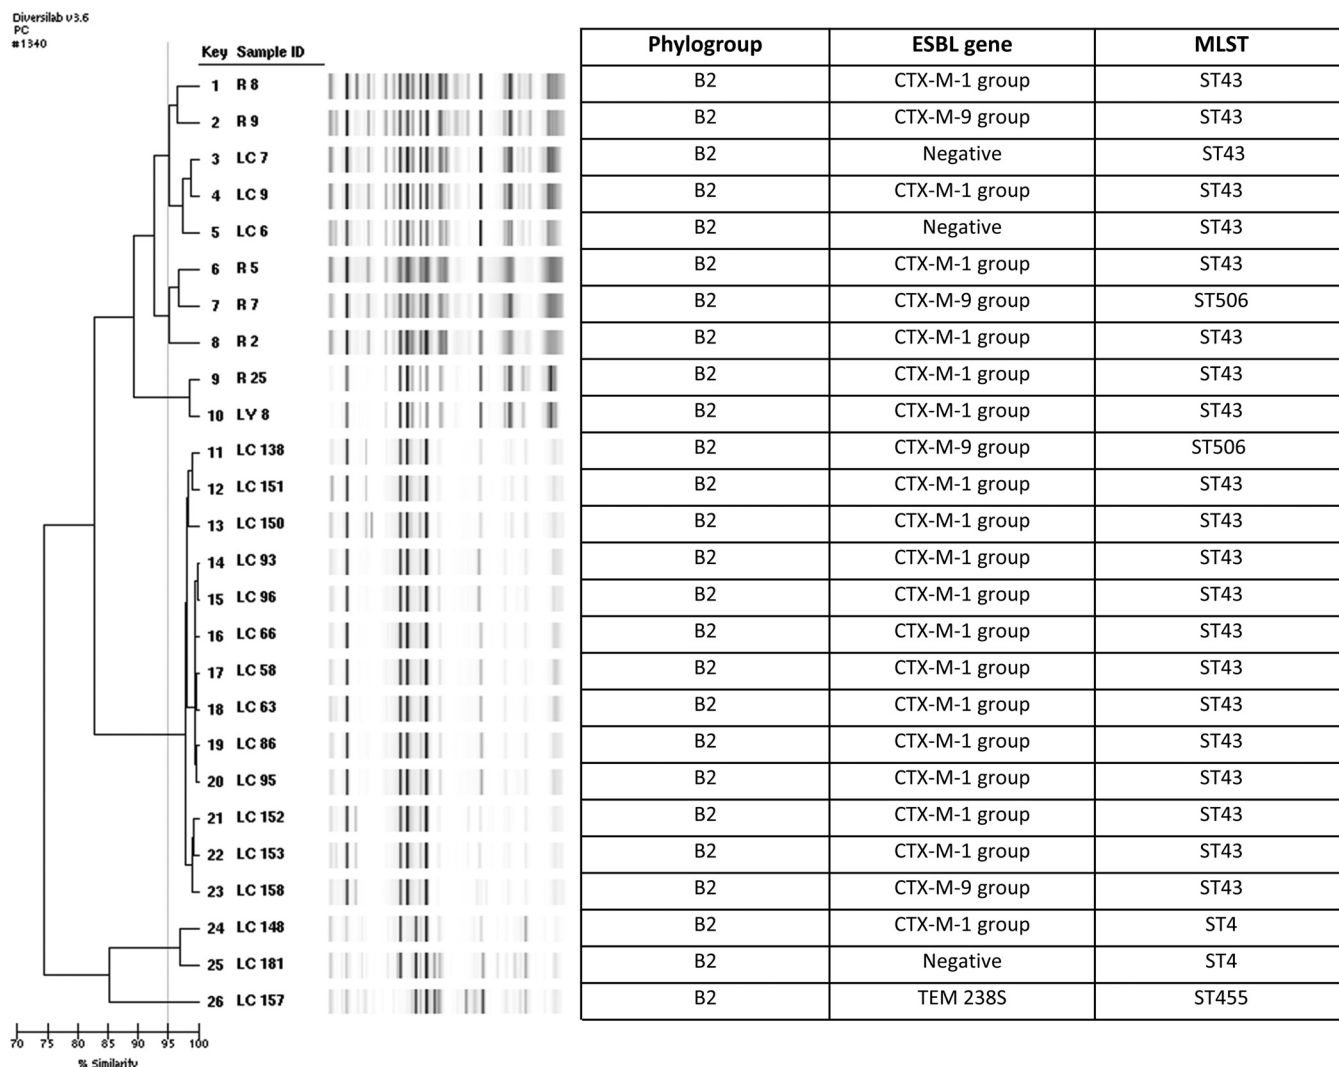 Diversilab v3.6
PC
#1340
Key Sample ID Phylogroup ESBL gene MLST
1 R 8 B2 CTX-M-1 group ST43
2 R 9 B2 CTX-M-9 group ST43
3 LC 7 B2 Negative ST43
4 LC 9 B2 CTX-M-1 group ST43
5 LC 6 B2 Negative ST43
6 R 5 B2 CTX-M-1 group ST43
7 R 7 B2 CTX-M-9 group ST506
8 R 2 B2 CTX-M-1 group ST43
9 R 25 B2 CTX-M-1 group ST43
10 LV 8 B2 CTX-M-1 group ST43
11 LC 138 B2 CTX-M-9 group ST506
12 LC 151 B2 CTX-M-1 group ST43
13 LC 150 B2 CTX-M-1 group ST43
14 LC 93 B2 CTX-M-1 group ST43
15 LC 96 B2 CTX-M-1 group ST43
16 LC 66 B2 CTX-M-1 group ST43
17 LC 58 B2 CTX-M-1 group ST43
18 LC 63 B2 CTX-M-1 group ST43
19 LC 86 B2 CTX-M-1 group ST43
20 LC 95 B2 CTX-M-1 group ST43
21 LC 152 B2 CTX-M-1 group ST43
22 LC 153 B2 CTX-M-1 group ST43
23 LC 158 B2 CTX-M-9 group ST43
24 LC 148 B2 CTX-M-1 group ST4
25 LC 181 B2 Negative ST4
26 LC 157 B2 TEM 238S ST455
70 75 80 85 90 95 100
% Similarity